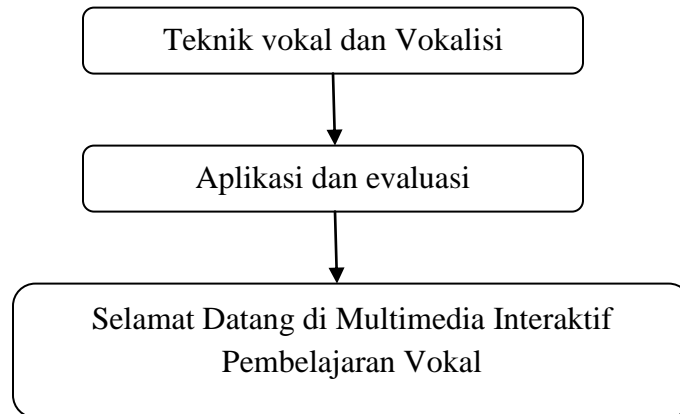 Teknik vokal dan Vokalisi
Aplikasi dan evaluasi
Selamat Datang di Multimedia Interaktif
Pembelajaran Vokal